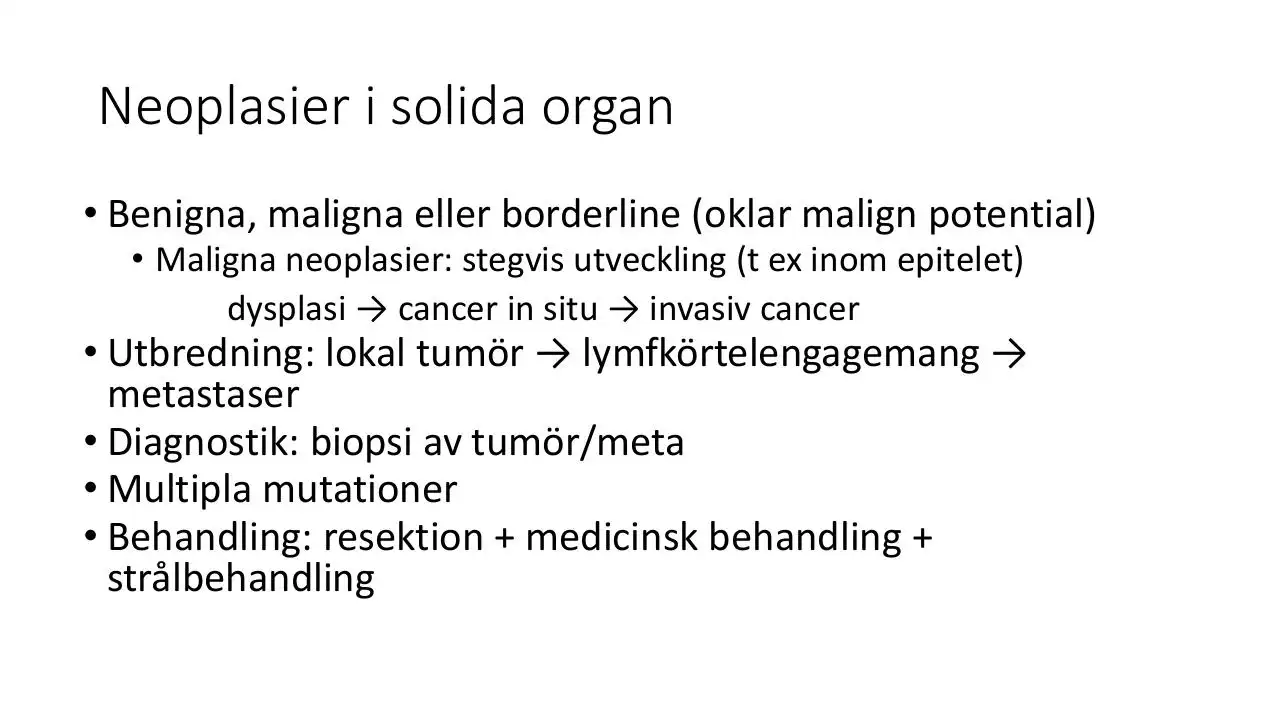 Neoplasier i solida organ
• Benigna, maligna eller borderline (oklar malign potential)
• Maligna neoplasier: stegvis utveckling (t ex inom epitelet)
dysplasi → cancer in situ → invasiv cancer
• Utbredning: lokal tumör → lymfkörtelengagemang →
metastaser
• Diagnostik: biopsi av tumör/meta
• Multipla mutationer
• Behandling: resektion + medicinsk behandling +
strålbehandling